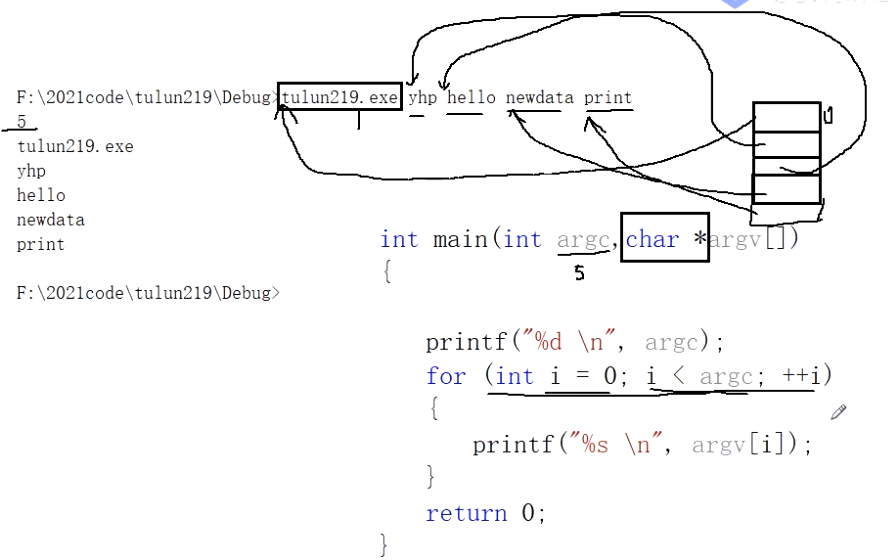 F:\2021code\tulun219\Debug>tulun219.exe yhp hello newdata print
5
tulun219.exe
yhp
hello
newdata
print
F:\2021code\tulun219\Debug>
int main(int argc,char *argv[])
5
{
printf("%d \n", argc);
for (int i = 0; i < argc; ++i)
{
printf("%s \n", argv[i]);
}
return 0;
}